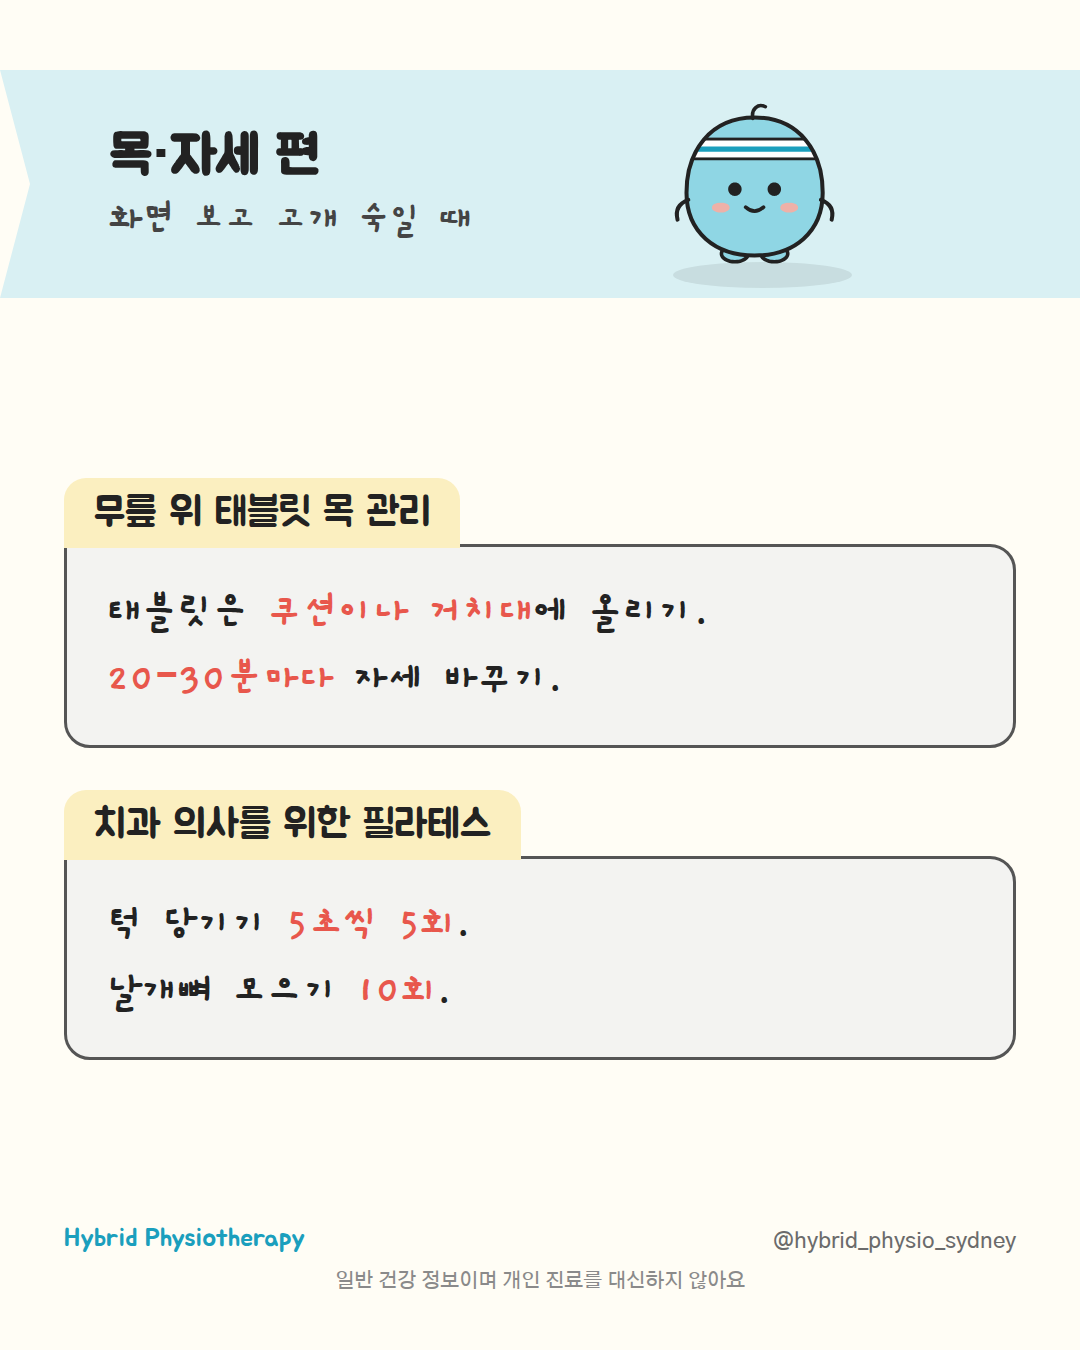 목·자세 편
화면 보고 고개 숙일 때
무릎 위 태블릿 목 관리
태블릿은 쿠션이나 거치대에 올리기.
20-30분마다 자세 바꾸기.
치과 의사를 위한 필라테스
턱 당기기 5초씩 5회.
날개뼈 모으기 10회.
Hybrid Physiotherapy
@hybrid_physio_sydney
일반 건강 정보이며 개인 진료를 대신하지 않아요